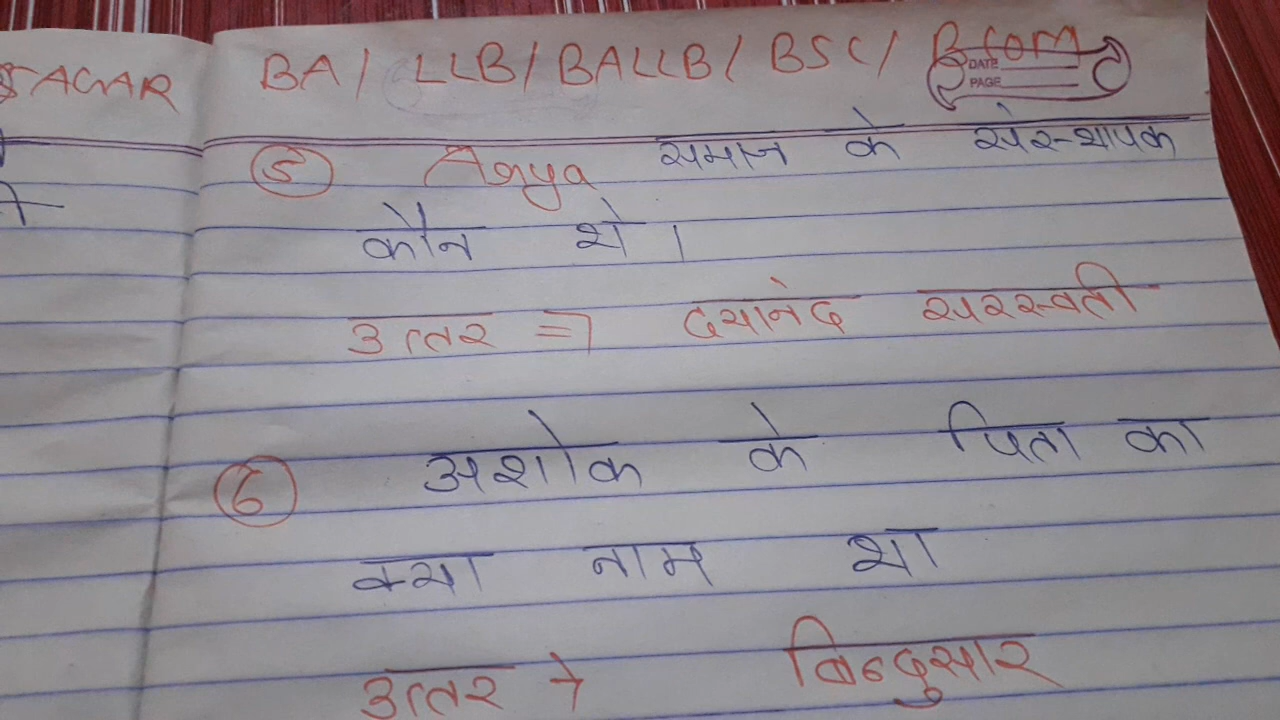 SAGAR
BA/ LLB/ BALLB/ BSC/ B.COM
DATE
PAGE
5 Arya समाज के संस्थापक
कौन थे ।
उत्तर => दयानंद सरस्वती
6 अशोक के पिता का
क्या नाम था
उत्तर → बिन्दुसार